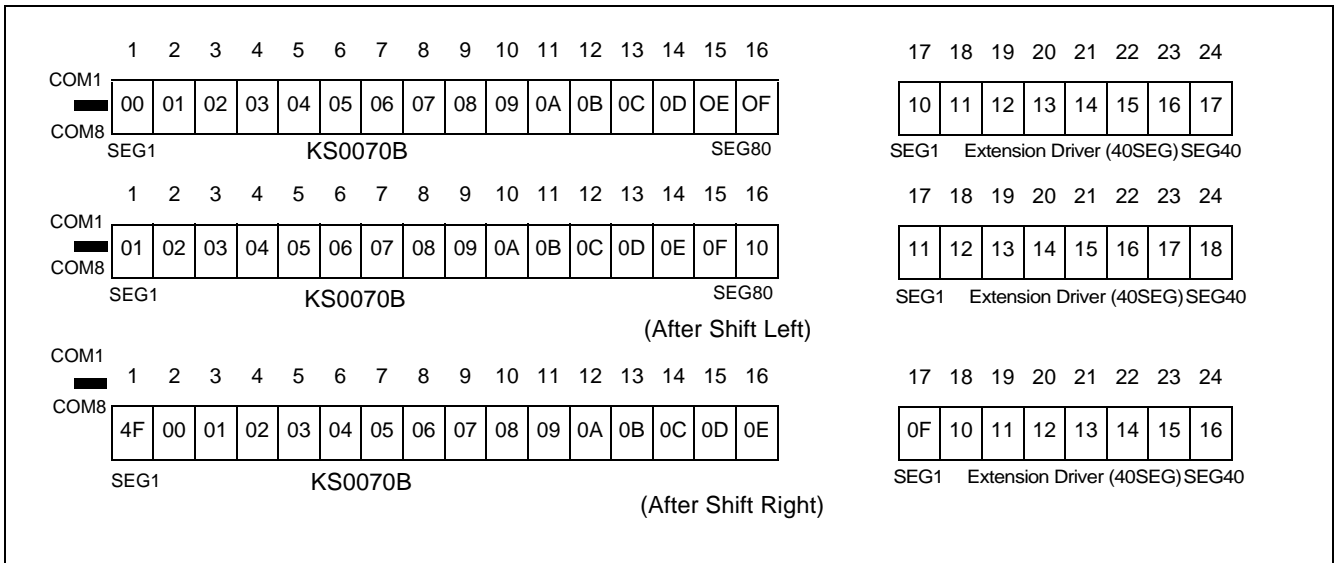 1 2 3 4 5 6 7 8 9 10 11 12 13 14 15 16 17 18 19 20 21 22 23 24
COM1
00 01 02 03 04 05 06 07 08 09 0A 0B 0C 0D OE OF 10 11 12 13 14 15 16 17
COM8
SEG1 KS0070B SEG80 SEG1 Extension Driver (40SEG) SEG40
1 2 3 4 5 6 7 8 9 10 11 12 13 14 15 16 17 18 19 20 21 22 23 24
COM1
01 02 03 04 05 06 07 08 09 0A 0B 0C 0D 0E 0F 10 11 12 13 14 15 16 17 18
COM8
SEG1 KS0070B SEG80 SEG1 Extension Driver (40SEG) SEG40
(After Shift Left)
COM1
1 2 3 4 5 6 7 8 9 10 11 12 13 14 15 16 17 18 19 20 21 22 23 24
COM8
4F 00 01 02 03 04 05 06 07 08 09 0A 0B 0C 0D 0E 0F 10 11 12 13 14 15 16
SEG1 KS0070B SEG1 Extension Driver (40SEG) SEG40
(After Shift Right)